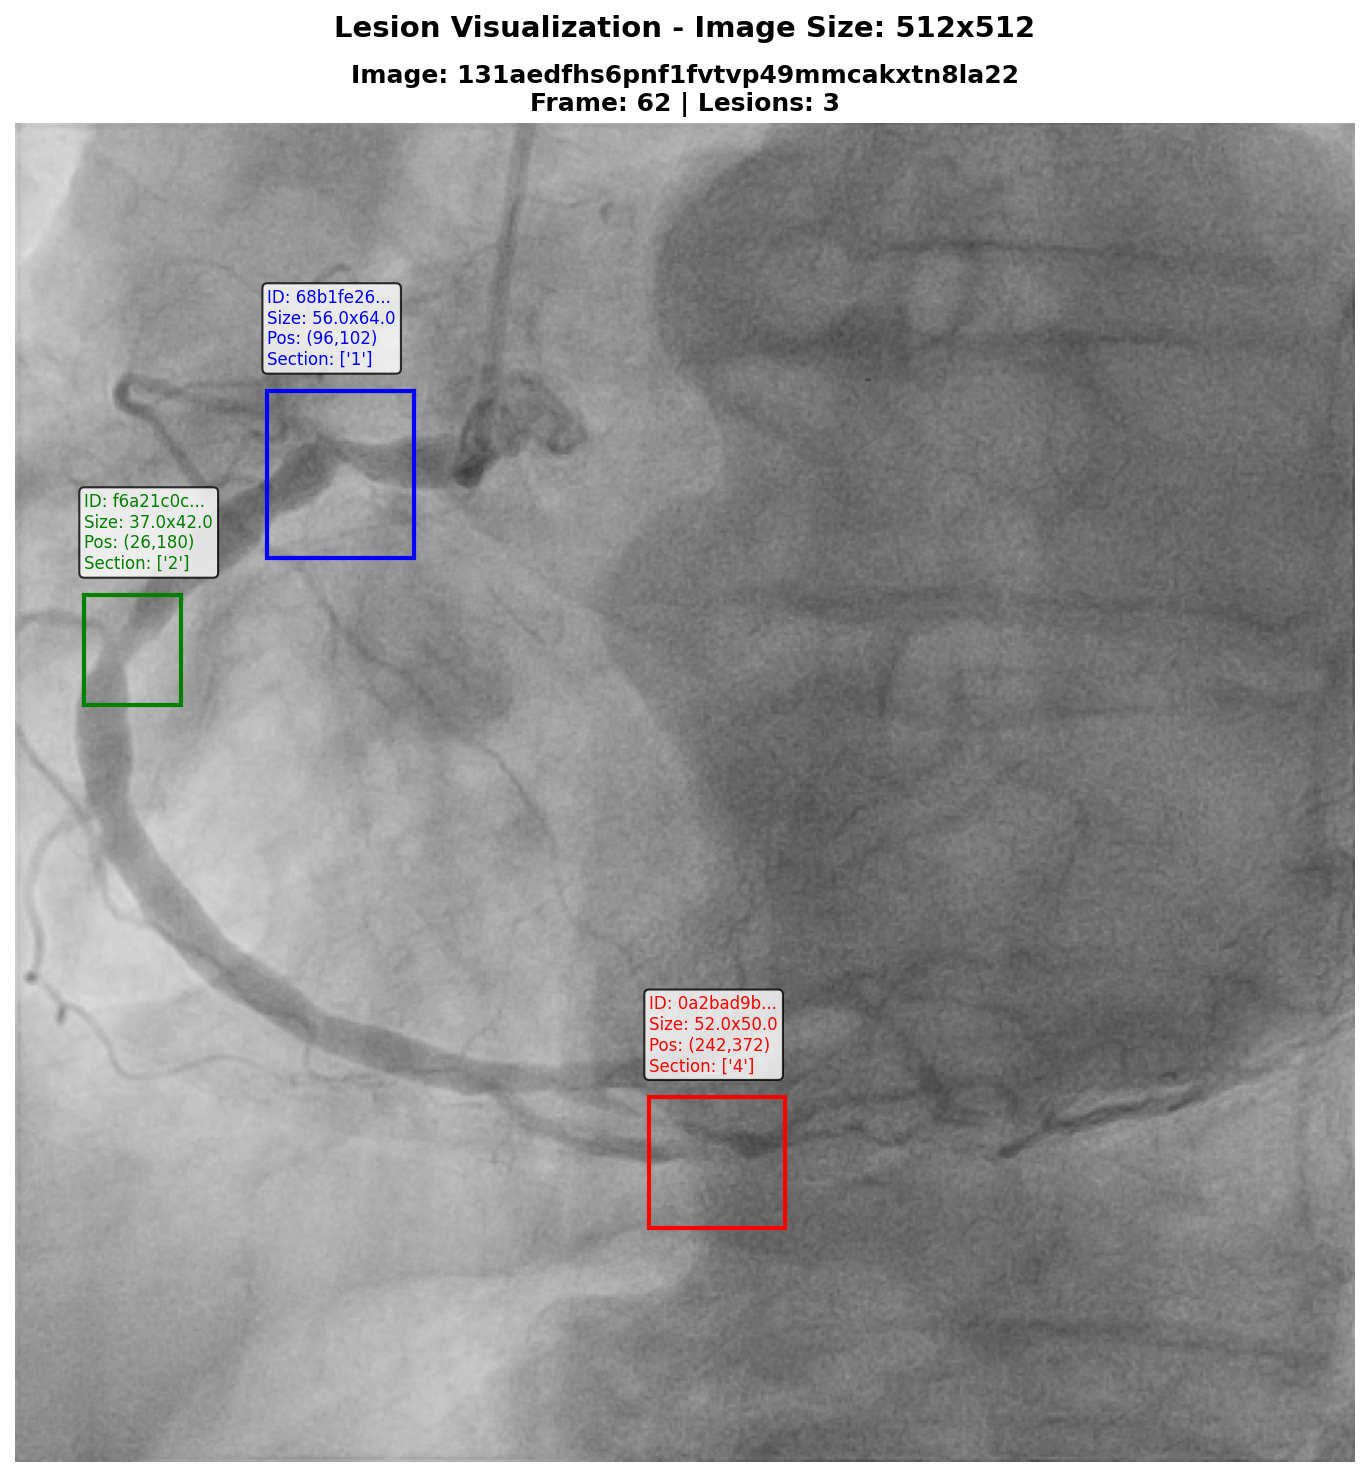 Lesion Visualization - Image Size: 512x512
Image: 131aedfhs6pnf1fvtvp49mmcakxtn8la22
Frame: 62 | Lesions: 3
ID: 68b1fe26...
Size: 56.0x64.0
Pos: (96,102)
Section: ['1']
ID: f6a21c0c...
Size: 37.0x42.0
Pos: (26,180)
Section: ['2']
ID: 0a2bad9b...
Size: 52.0x50.0
Pos: (242,372)
Section: ['4']